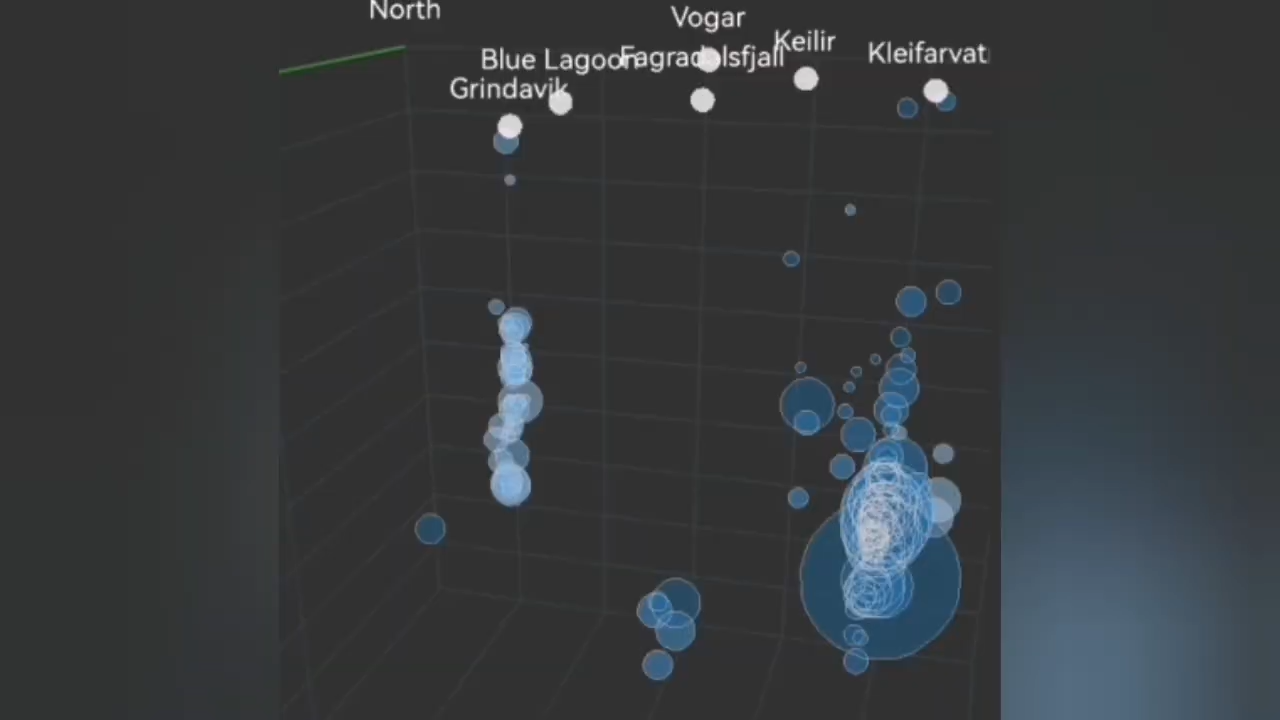 North
Vogar
Keilir
Blue Lagoon
Fagradalsfjall
Kleifarvat
Grindavik